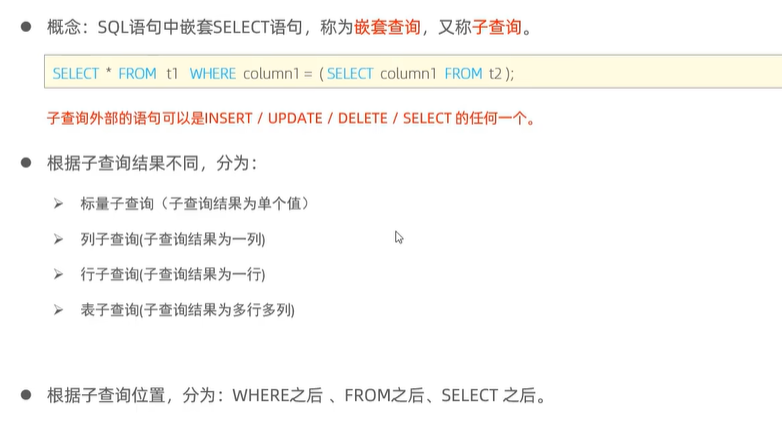 ● 概念：SQL语句中嵌套SELECT语句，称为嵌套查询，又称子查询。
SELECT * FROM t1 WHERE column1 = ( SELECT column1 FROM t2 );
子查询外部的语句可以是INSERT / UPDATE / DELETE / SELECT 的任何一个。
● 根据子查询结果不同，分为：
➢ 标量子查询（子查询结果为单个值）
➢ 列子查询(子查询结果为一列)
➢ 行子查询(子查询结果为一行)
➢ 表子查询(子查询结果为多行多列)
● 根据子查询位置，分为：WHERE之后 、FROM之后、SELECT 之后。